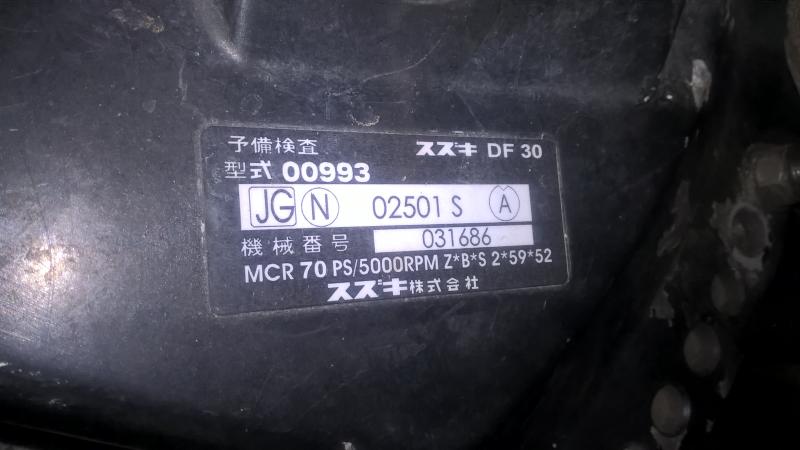 予備検査 スズキ DF 30
型式 00993
JG N 02501 S A
機械番号 031686
MCR 70 PS/5000RPM Z*B*S 2*59*52
スズキ株式会社